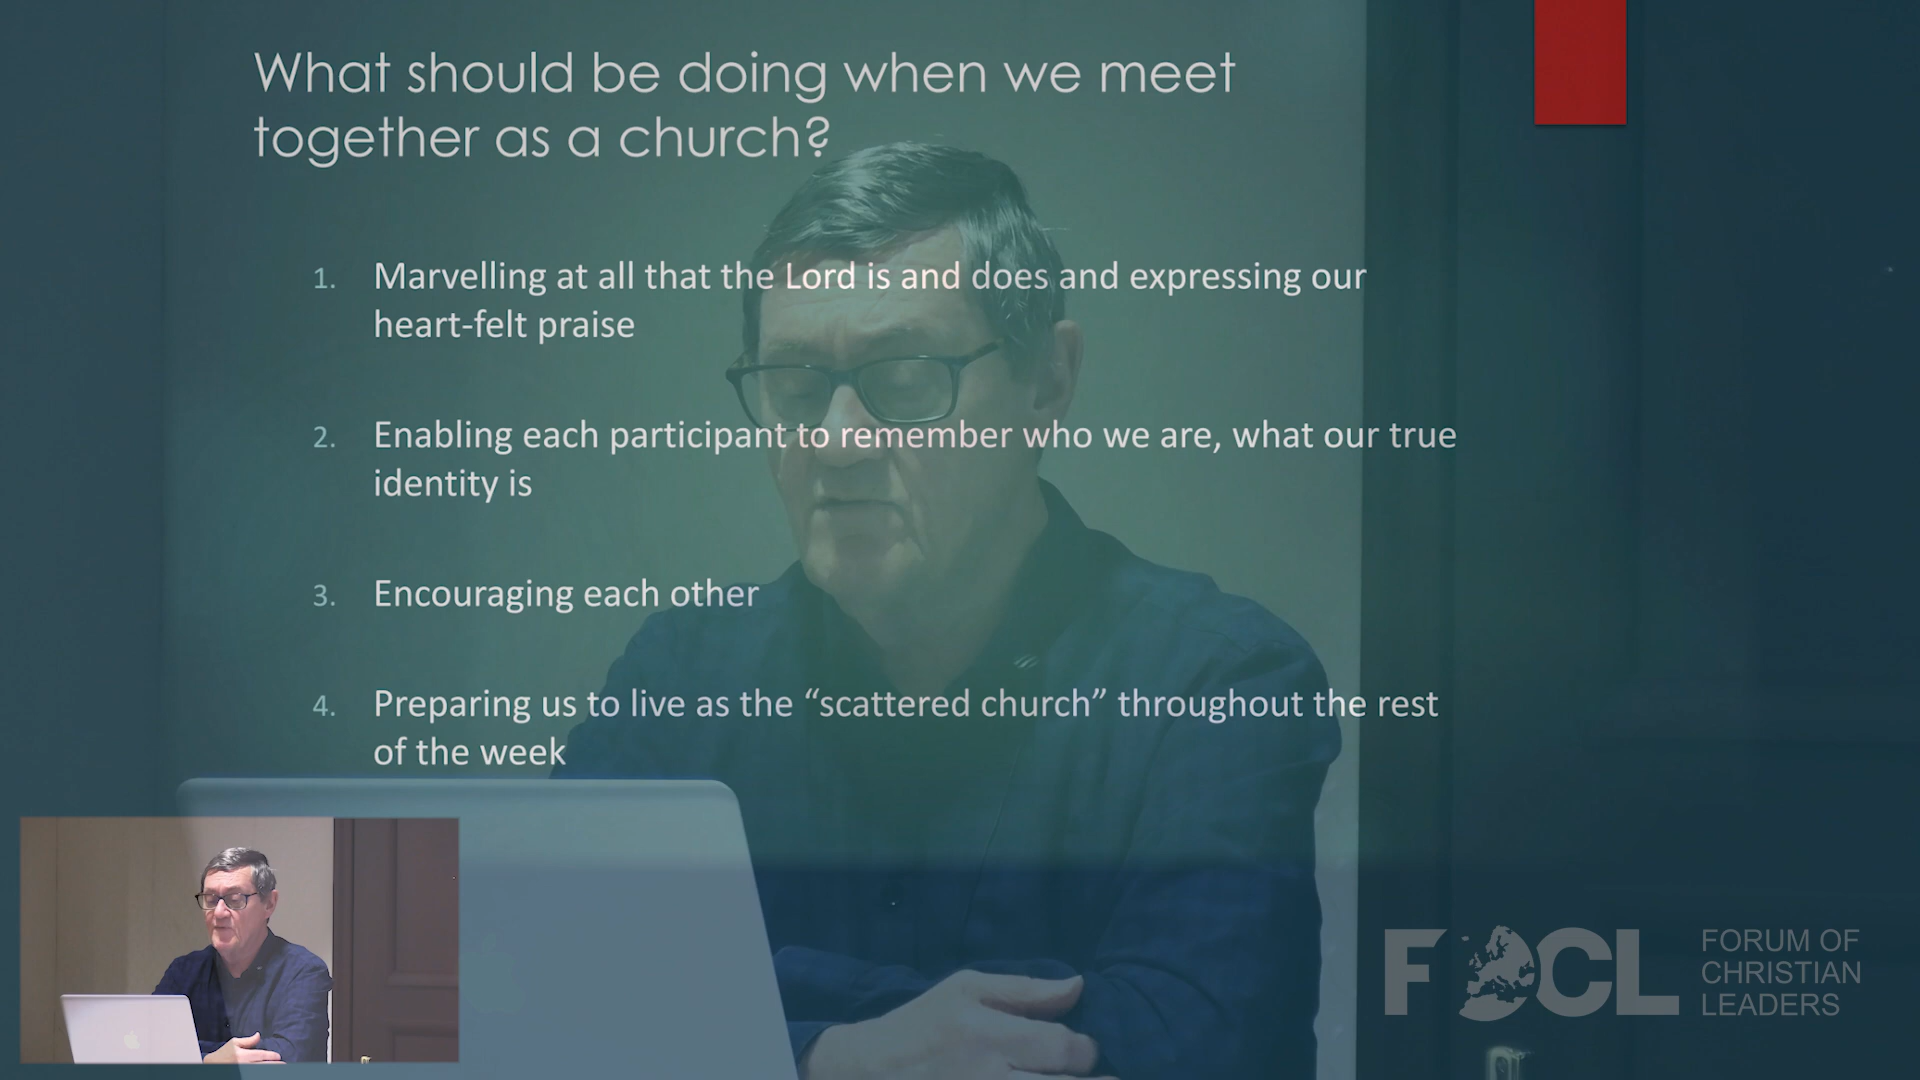 What should be doing when we meet
together as a church?
1. Marvelling at all that the Lord is and does and expressing our
heart-felt praise
2. Enabling each participant to remember who we are, what our true
identity is
3. Encouraging each other
4. Preparing us to live as the “scattered church” throughout the rest
of the week
FOCL
FORUM OF
CHRISTIAN
LEADERS